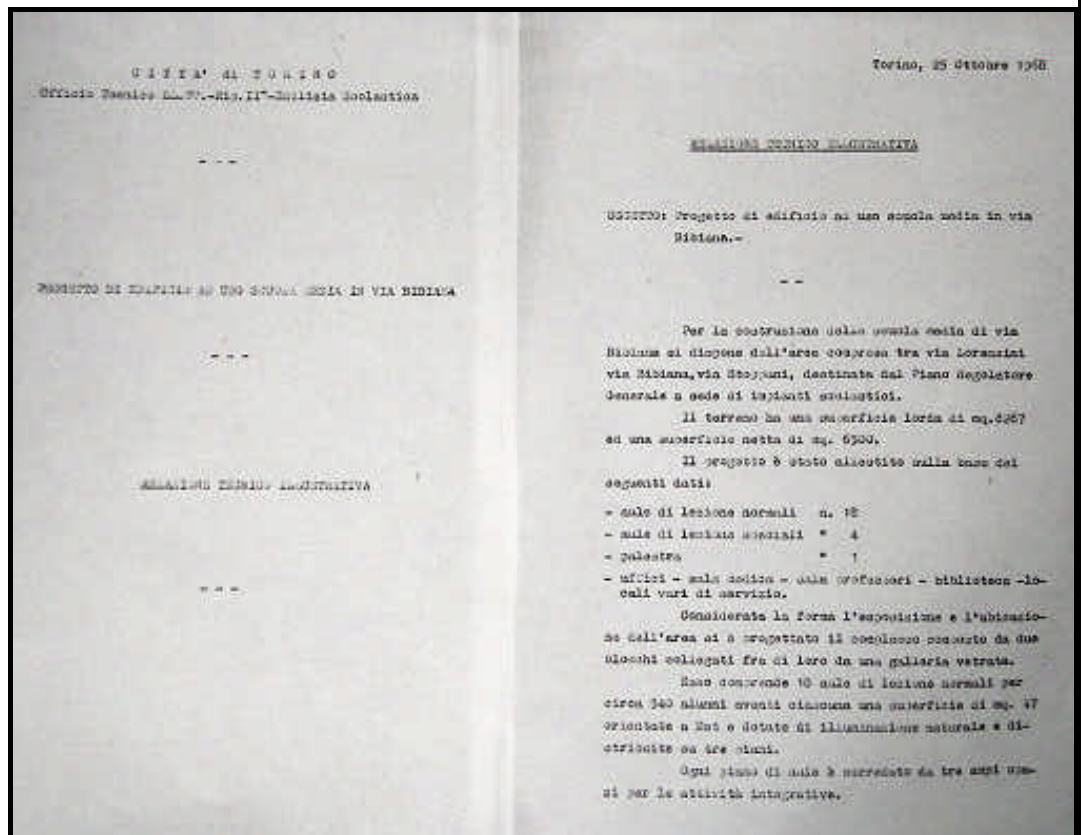 CITTA' di TORINO
Ufficio Tecnico LL.PP.-Rip.II^-Edilizia Scolastica
- - -
PROGETTO DI EDIFICIO AD USO SCUOLA MEDIA IN VIA BIBIANA
- - -
RELAZIONE TECNICO ILLUSTRATIVA
- - -
Torino, 25 Ottobre 1968
RELAZIONE TECNICO ILLUSTRATIVA
OGGETTO: Progetto di edificio ad uso scuola media in via
Bibiana.-
- -
Per la costruzione della scuola media di via
Bibiana si dispone dell'area compresa tra via Lorenzini
via Bibiana, via Stoppani, destinata dal Piano Regolatore
Generale a sede di impianti scolastici.
Il terreno ha una superficie lorda di mq.
ed una superficie netta di mq. 6500.
Il progetto è stato eseguito sulla base dei
seguenti dati:
- aule di lezione normali n. 18
- aule di lezione speciali " 4
- palestra " 1
- uffici - sala medica - sala professori - biblioteca -lo-
cali vari di servizio.
Considerata la forma l'esposizione e l'ubicazio-
ne dell'area si è progettato il complesso composto da due
blocchi collegati fra di loro da una galleria vetrata.
Esso comprende 18 aule di lezione normali per
circa 540 alunni aventi ciascuna una superficie di mq. 47
orientate a Est e dotate di illuminazione naturale e di-
stribuite su tre piani.
Ogni piano di aule è corredato da tre ampi
per le attività integrative.